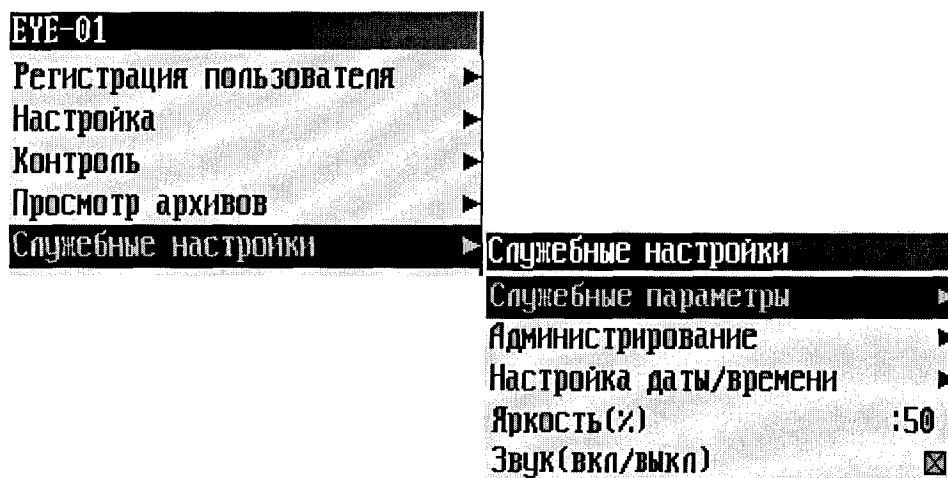 EYE-01
Регистрация пользователя
Настройка
Контроль
Просмотр архивов
Служебные настройки
Служебные настройки
Служебные параметры
Администрирование
Настройка даты/времени
Яркость(%) :50
Звук(вкл/выкл)